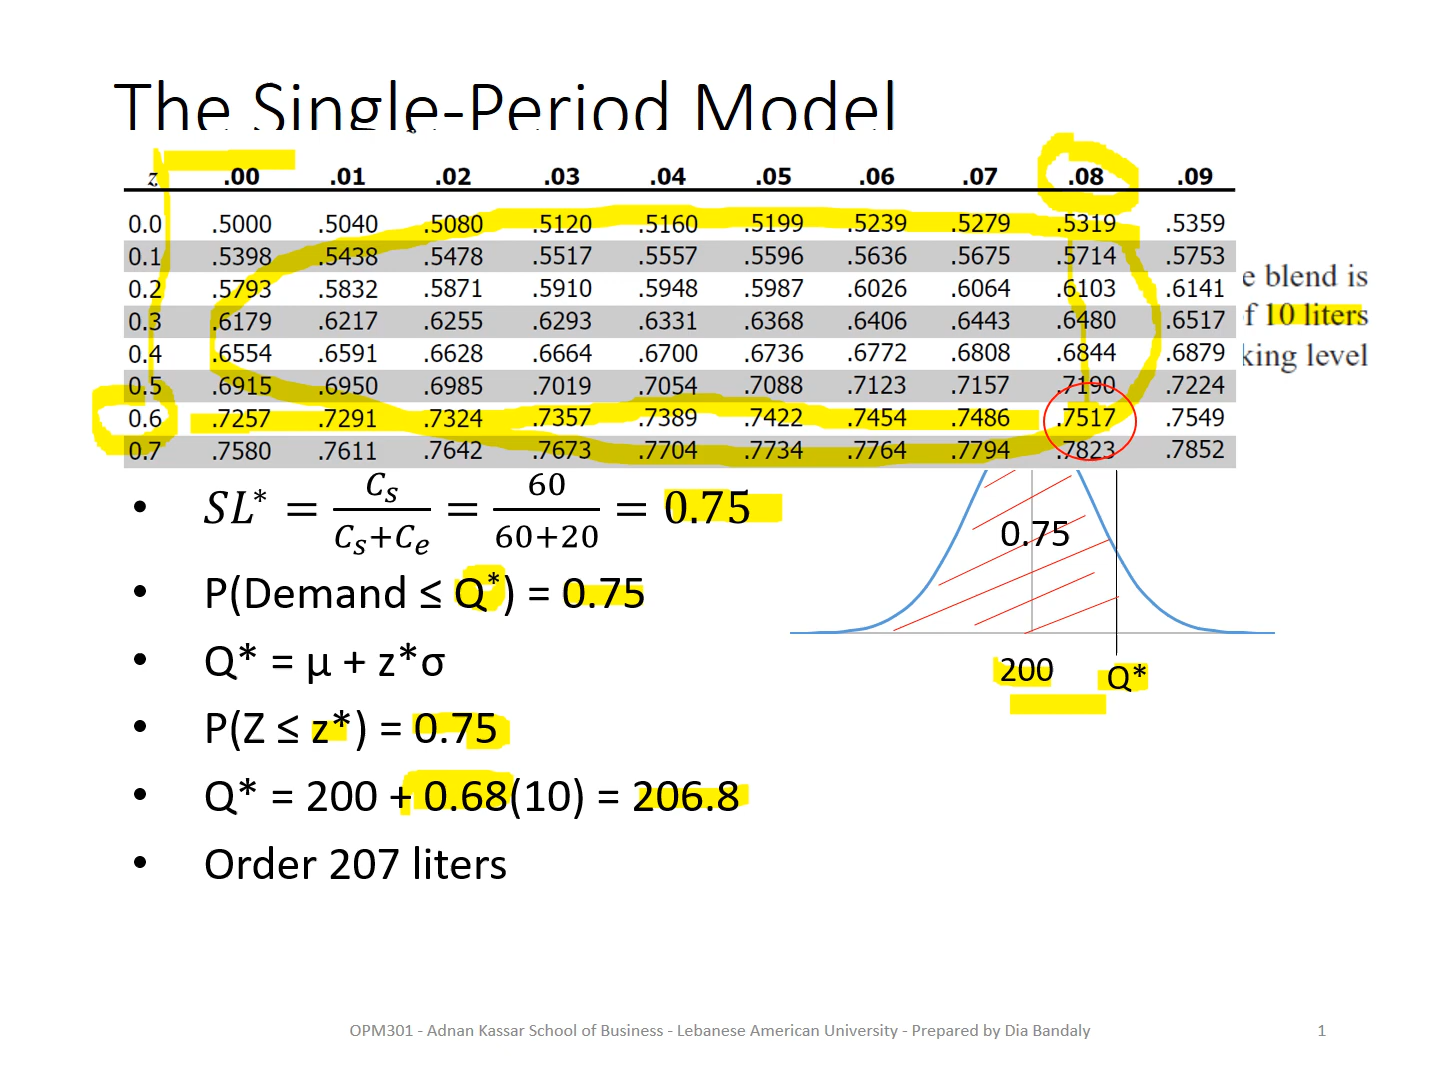 The Single-Period Model
z .00 .01 .02 .03 .04 .05 .06 .07 .08 .09
0.0 .5000 .5040 .5080 .5120 .5160 .5199 .5239 .5279 .5319 .5359
0.1 .5398 .5438 .5478 .5517 .5557 .5596 .5636 .5675 .5714 .5753
0.2 .5793 .5832 .5871 .5910 .5948 .5987 .6026 .6064 .6103 .6141
0.3 .6179 .6217 .6255 .6293 .6331 .6368 .6406 .6443 .6480 .6517
0.4 .6554 .6591 .6628 .6664 .6700 .6736 .6772 .6808 .6844 .6879
0.5 .6915 .6950 .6985 .7019 .7054 .7088 .7123 .7157 .7190 .7224
0.6 .7257 .7291 .7324 .7357 .7389 .7422 .7454 .7486 .7517 .7549
0.7 .7580 .7611 .7642 .7673 .7704 .7734 .7764 .7794 .7823 .7852
e blend is
f 10 liters
king level
• SL* = Cs/(Cs+Ce) = 60/(60+20) = 0.75
• P(Demand ≤ Q*) = 0.75
• Q* = μ + z*σ
• P(Z ≤ z*) = 0.75
• Q* = 200 + 0.68(10) = 206.8
• Order 207 liters
0.75
200 Q*
OPM301 - Adnan Kassar School of Business - Lebanese American University - Prepared by Dia Bandaly
1